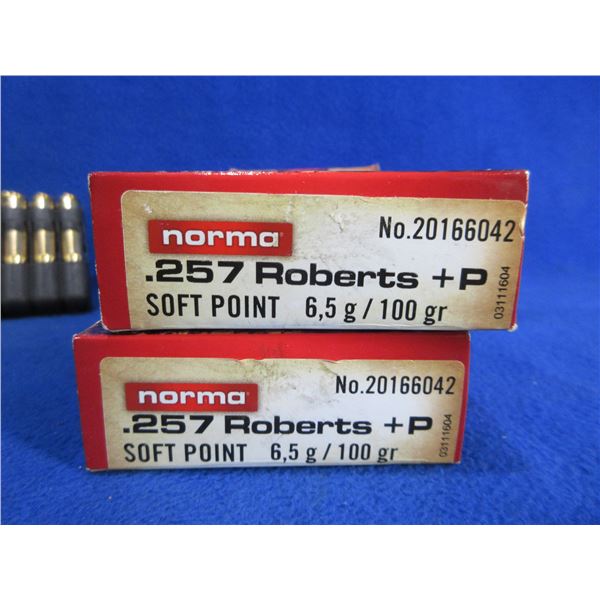 norma No.20166042
.257 Roberts +P
SOFT POINT 6,5 g / 100 gr
03111604
norma No.20166042
.257 Roberts +P
SOFT POINT 6,5 g / 100 gr
03111604